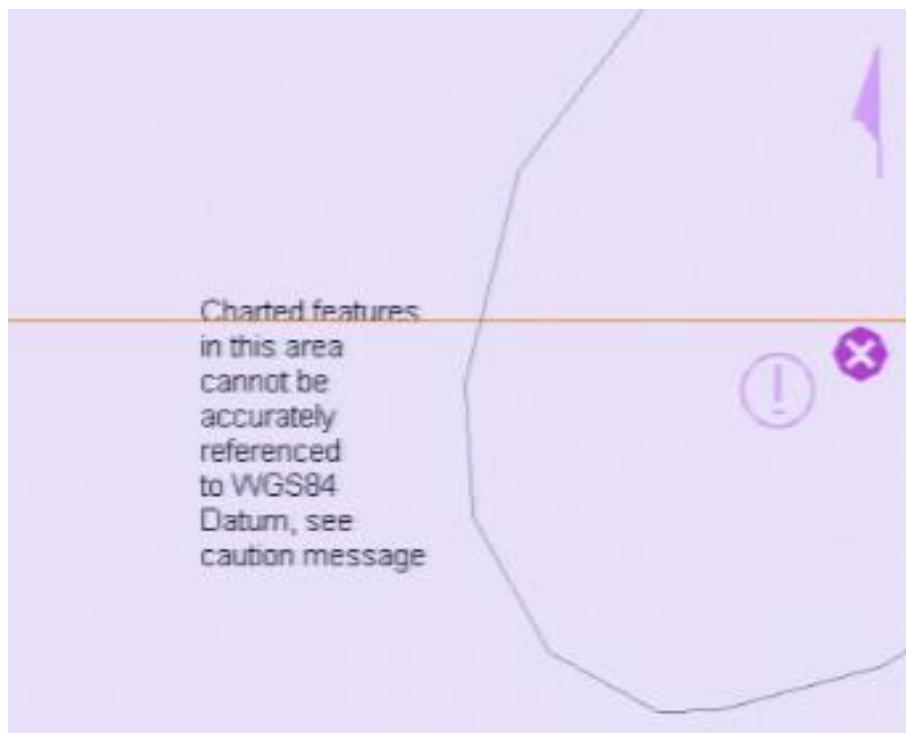 Charted features
in this area
cannot be
accurately
referenced
to WGS84
Datum, see
caution message